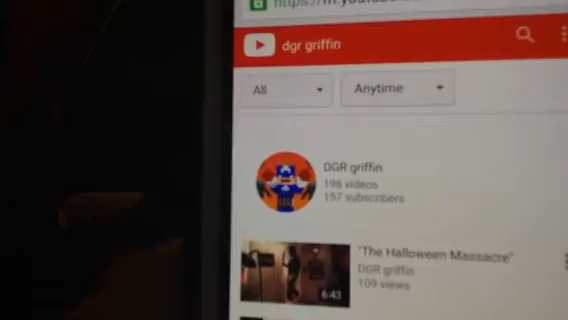 dgr griffin
All
Anytime
DGR griffin
196 videos
157 subscribers
"The Halloween Massacre"
DGR griffin
109 views
6:43